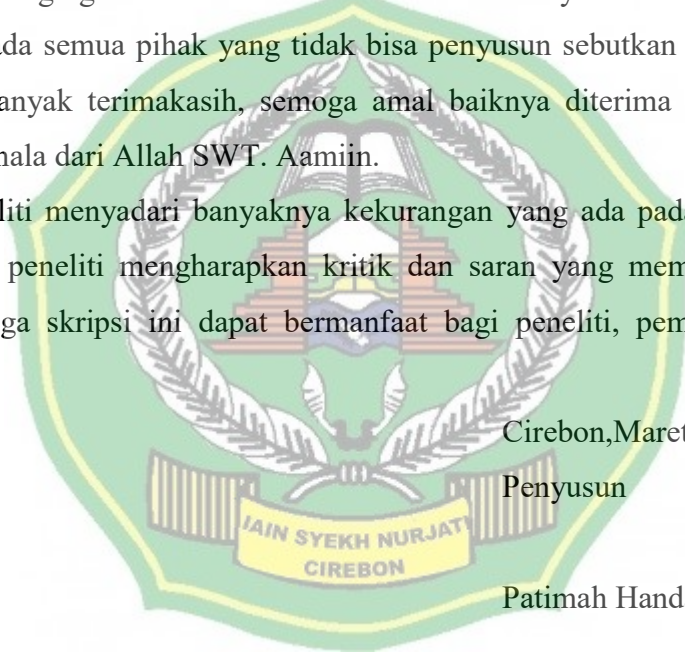 ada semua pihak yang tidak bisa penyusun sebutkan
anyak terimakasih, semoga amal baiknya diterima
hala dari Allah SWT. Aamiin.
liti menyadari banyaknya kekurangan yang ada pada
peneliti mengharapkan kritik dan saran yang mem
ga skripsi ini dapat bermanfaat bagi peneliti, pem
Cirebon,Maret
Penyusun
IAIN SYEKH NURJATI
CIREBON
Patimah Hand